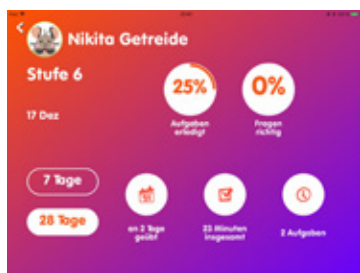 Nikita Getreide
Stufe 6
17 Dez
25%
Aufgaben
erledigt
0%
Fragen
richtig
7 Tage
28 Tage
an 2 Tage
geübt
23 Minuten
insgesamt
2 Aufgaben